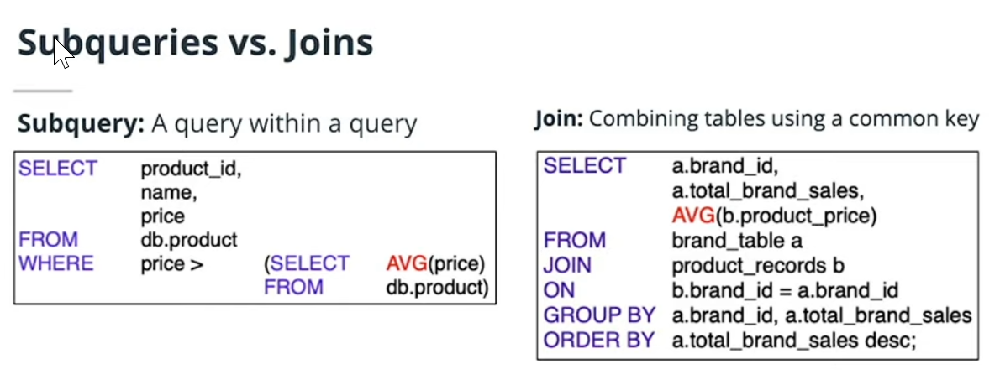 Subqueries vs. Joins
Subquery: A query within a query
SELECT product_id,
name,
price
FROM db.product
WHERE price > (SELECT AVG(price)
FROM db.product)
Join: Combining tables using a common key
SELECT a.brand_id,
a.total_brand_sales,
AVG(b.product_price)
FROM brand_table a
JOIN product_records b
ON b.brand_id = a.brand_id
GROUP BY a.brand_id, a.total_brand_sales
ORDER BY a.total_brand_sales desc;